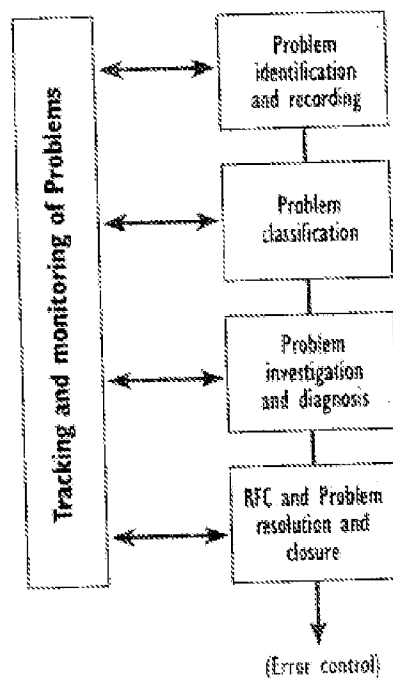 Tracking and monitoring of Problems
Problem
identification
and recording
Problem
classification
Problem
investigation
and diagnosis
RFC and Problem
resolution and
closure
(Error control)